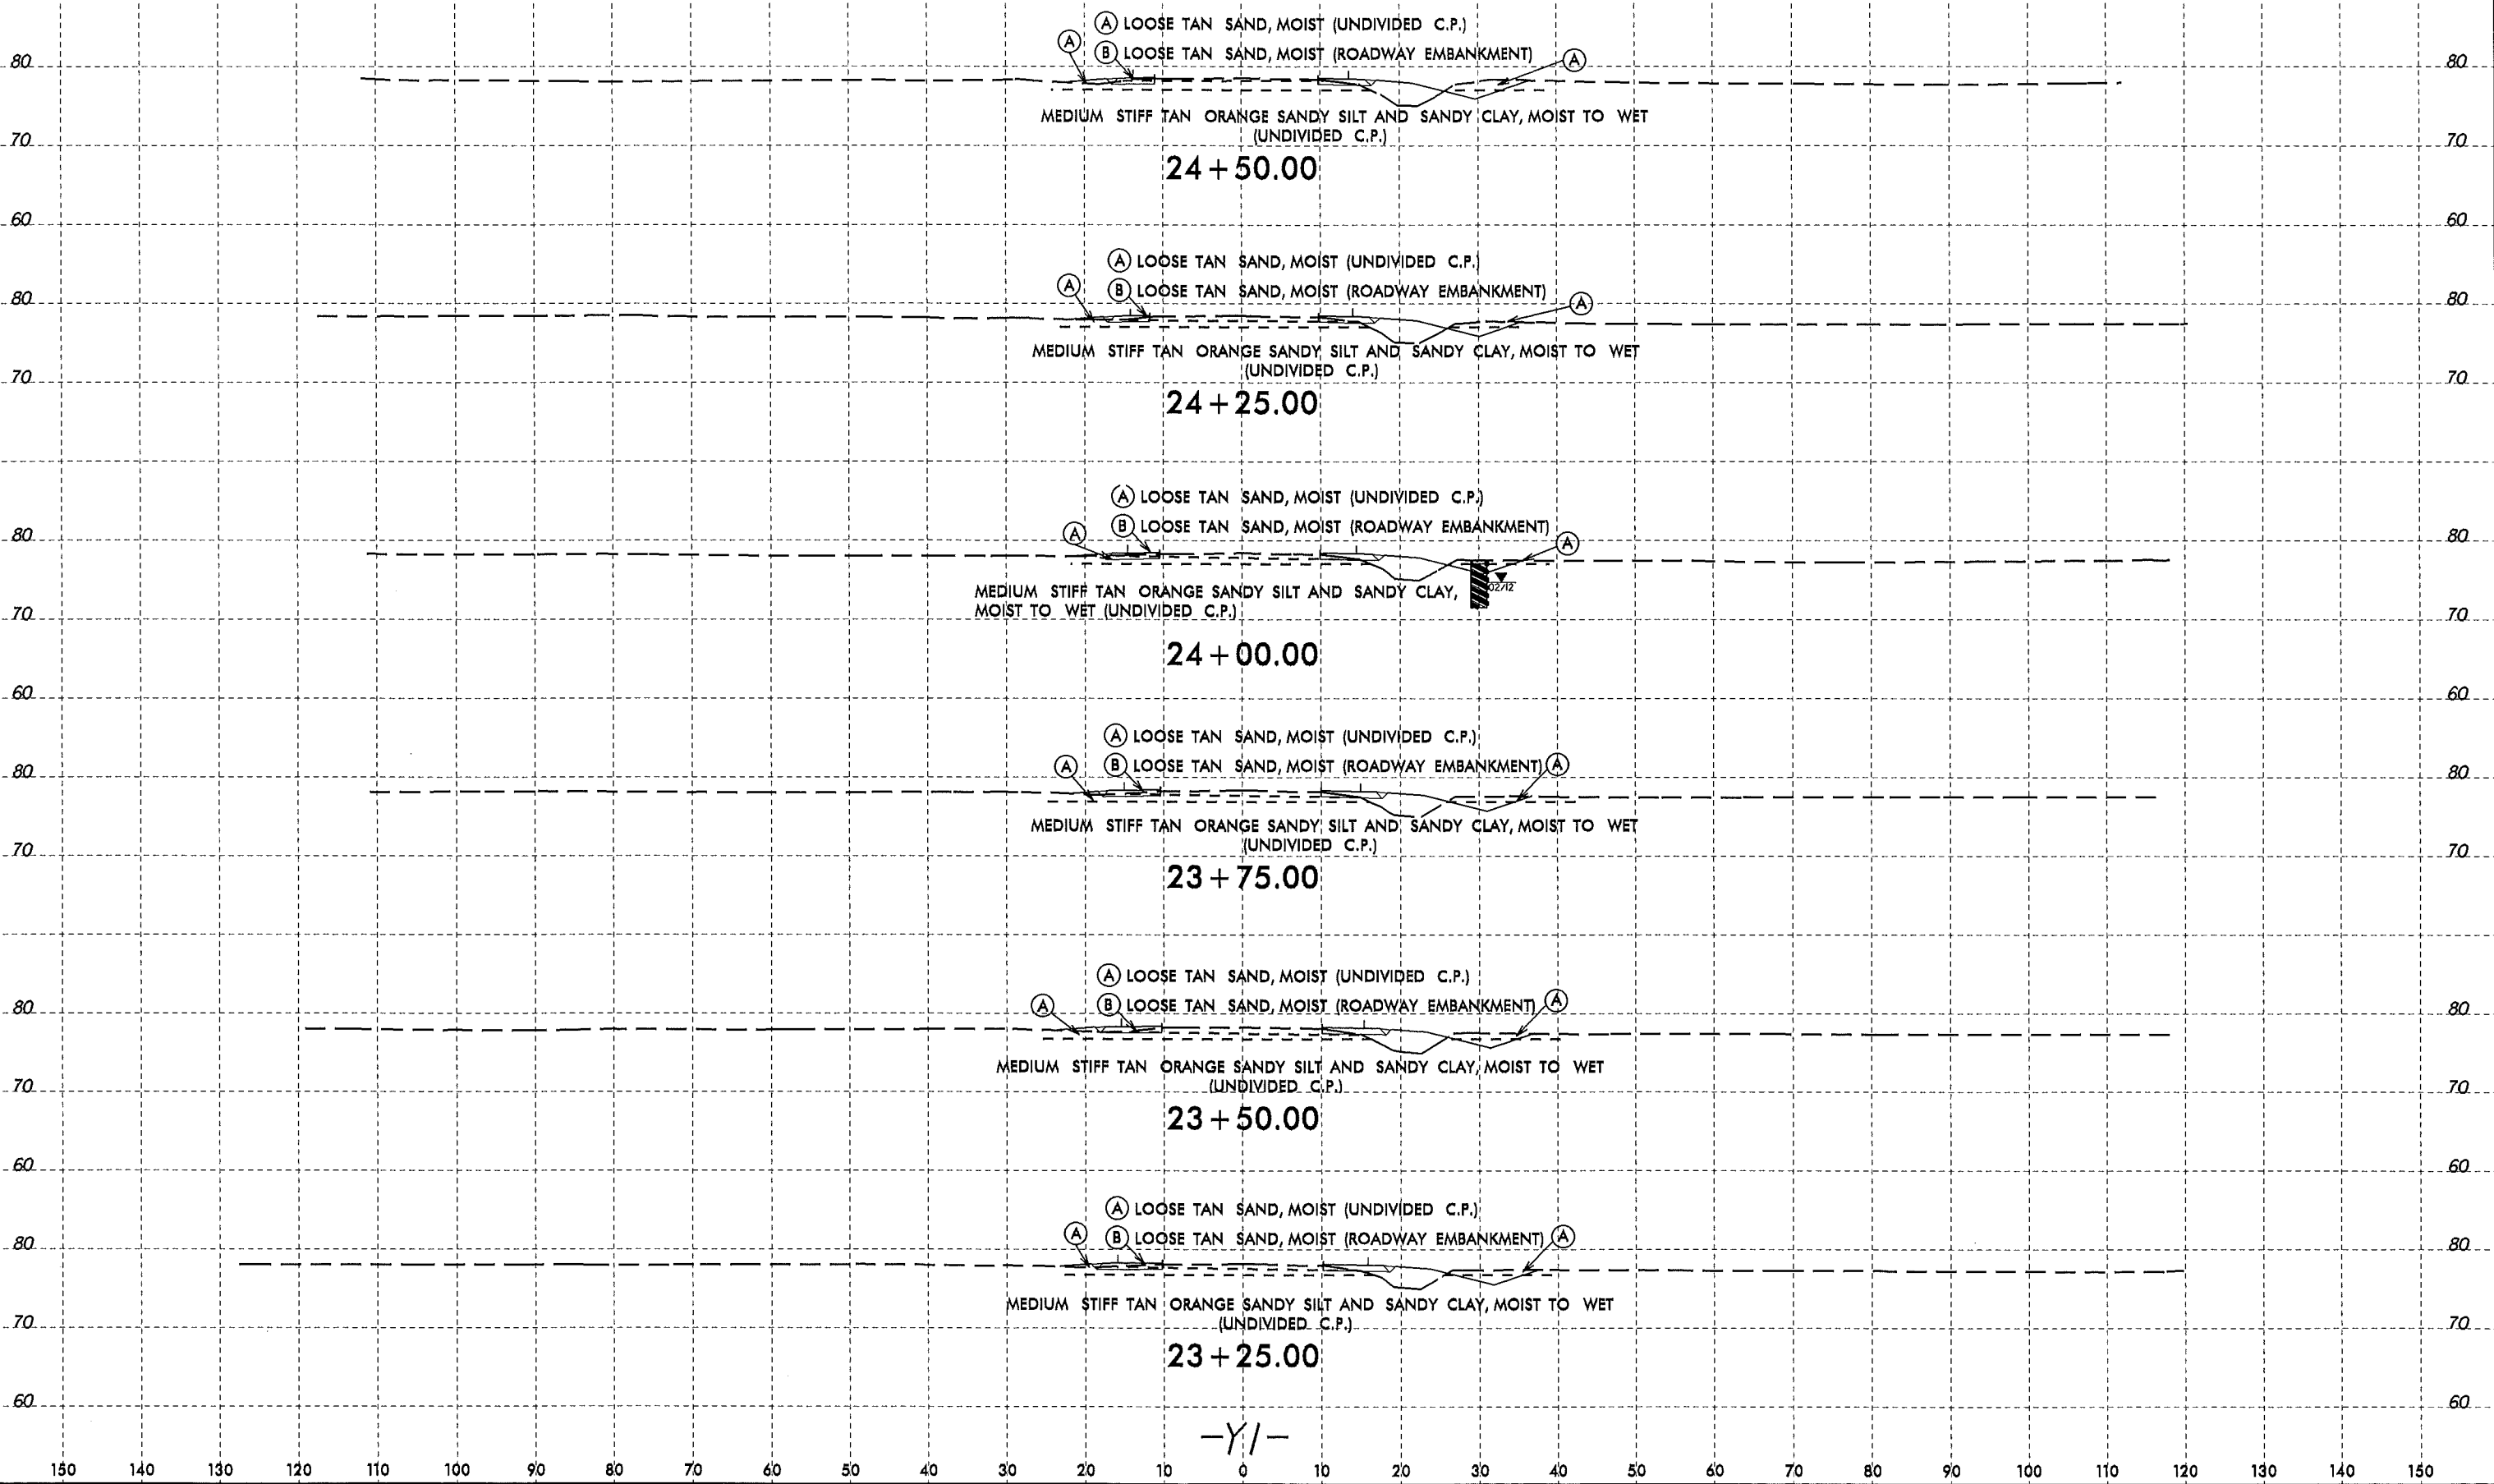 Ⓐ LOOSE TAN SAND, MOIST (UNDIVIDED C.P.)
Ⓐ Ⓑ LOOSE TAN SAND, MOIST (ROADWAY EMBANKMENT) Ⓐ
80 80
MEDIUM STIFF TAN ORANGE SANDY SILT AND SANDY CLAY, MOIST TO WET
(UNDIVIDED C.P.)
70 70
24+50.00
60 60
Ⓐ LOOSE TAN SAND, MOIST (UNDIVIDED C.P.)
Ⓐ Ⓑ LOOSE TAN SAND, MOIST (ROADWAY EMBANKMENT) Ⓐ
80 80
MEDIUM STIFF TAN ORANGE SANDY SILT AND SANDY CLAY, MOIST TO WET
(UNDIVIDED C.P.)
70 70
24+25.00
Ⓐ LOOSE TAN SAND, MOIST (UNDIVIDED C.P.)
Ⓐ Ⓑ LOOSE TAN SAND, MOIST (ROADWAY EMBANKMENT) Ⓐ
80 80
02/12
MEDIUM STIFF TAN ORANGE SANDY SILT AND SANDY CLAY,
MOIST TO WET (UNDIVIDED C.P.)
70 70
24+00.00
60 60
Ⓐ LOOSE TAN SAND, MOIST (UNDIVIDED C.P.)
Ⓐ Ⓑ LOOSE TAN SAND, MOIST (ROADWAY EMBANKMENT) Ⓐ
80 80
MEDIUM STIFF TAN ORANGE SANDY SILT AND SANDY CLAY, MOIST TO WET
(UNDIVIDED C.P.)
70 70
23+75.00
Ⓐ LOOSE TAN SAND, MOIST (UNDIVIDED C.P.)
Ⓐ Ⓑ LOOSE TAN SAND, MOIST (ROADWAY EMBANKMENT) Ⓐ
80 80
MEDIUM STIFF TAN ORANGE SANDY SILT AND SANDY CLAY, MOIST TO WET
(UNDIVIDED C.P.)
70 70
23+50.00
60 60
Ⓐ LOOSE TAN SAND, MOIST (UNDIVIDED C.P.)
Ⓐ Ⓑ LOOSE TAN SAND, MOIST (ROADWAY EMBANKMENT) Ⓐ
80 80
MEDIUM STIFF TAN ORANGE SANDY SILT AND SANDY CLAY, MOIST TO WET
(UNDIVIDED C.P.)
70 70
23+25.00
60 60
-Y1-
150 140 130 120 110 100 90 80 70 60 50 40 30 20 10 0 10 20 30 40 50 60 70 80 90 100 110 120 130 140 150